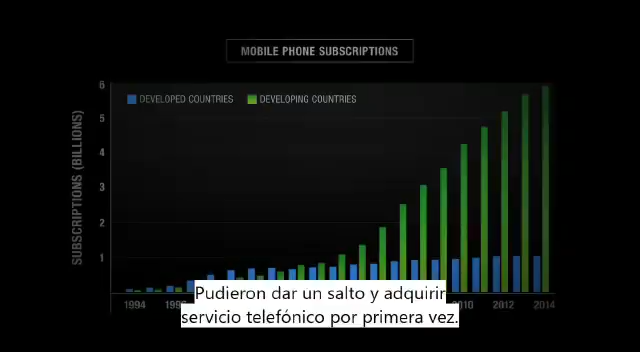 MOBILE PHONE SUBSCRIPTIONS
6
DEVELOPED COUNTRIES
DEVELOPING COUNTRIES
5
4
3
2
1
SUBSCRIPTIONS (BILLIONS)
1994
2010
2012
2014
Pudieron dar un salto y adquirir
servicio telefónico por primera vez.